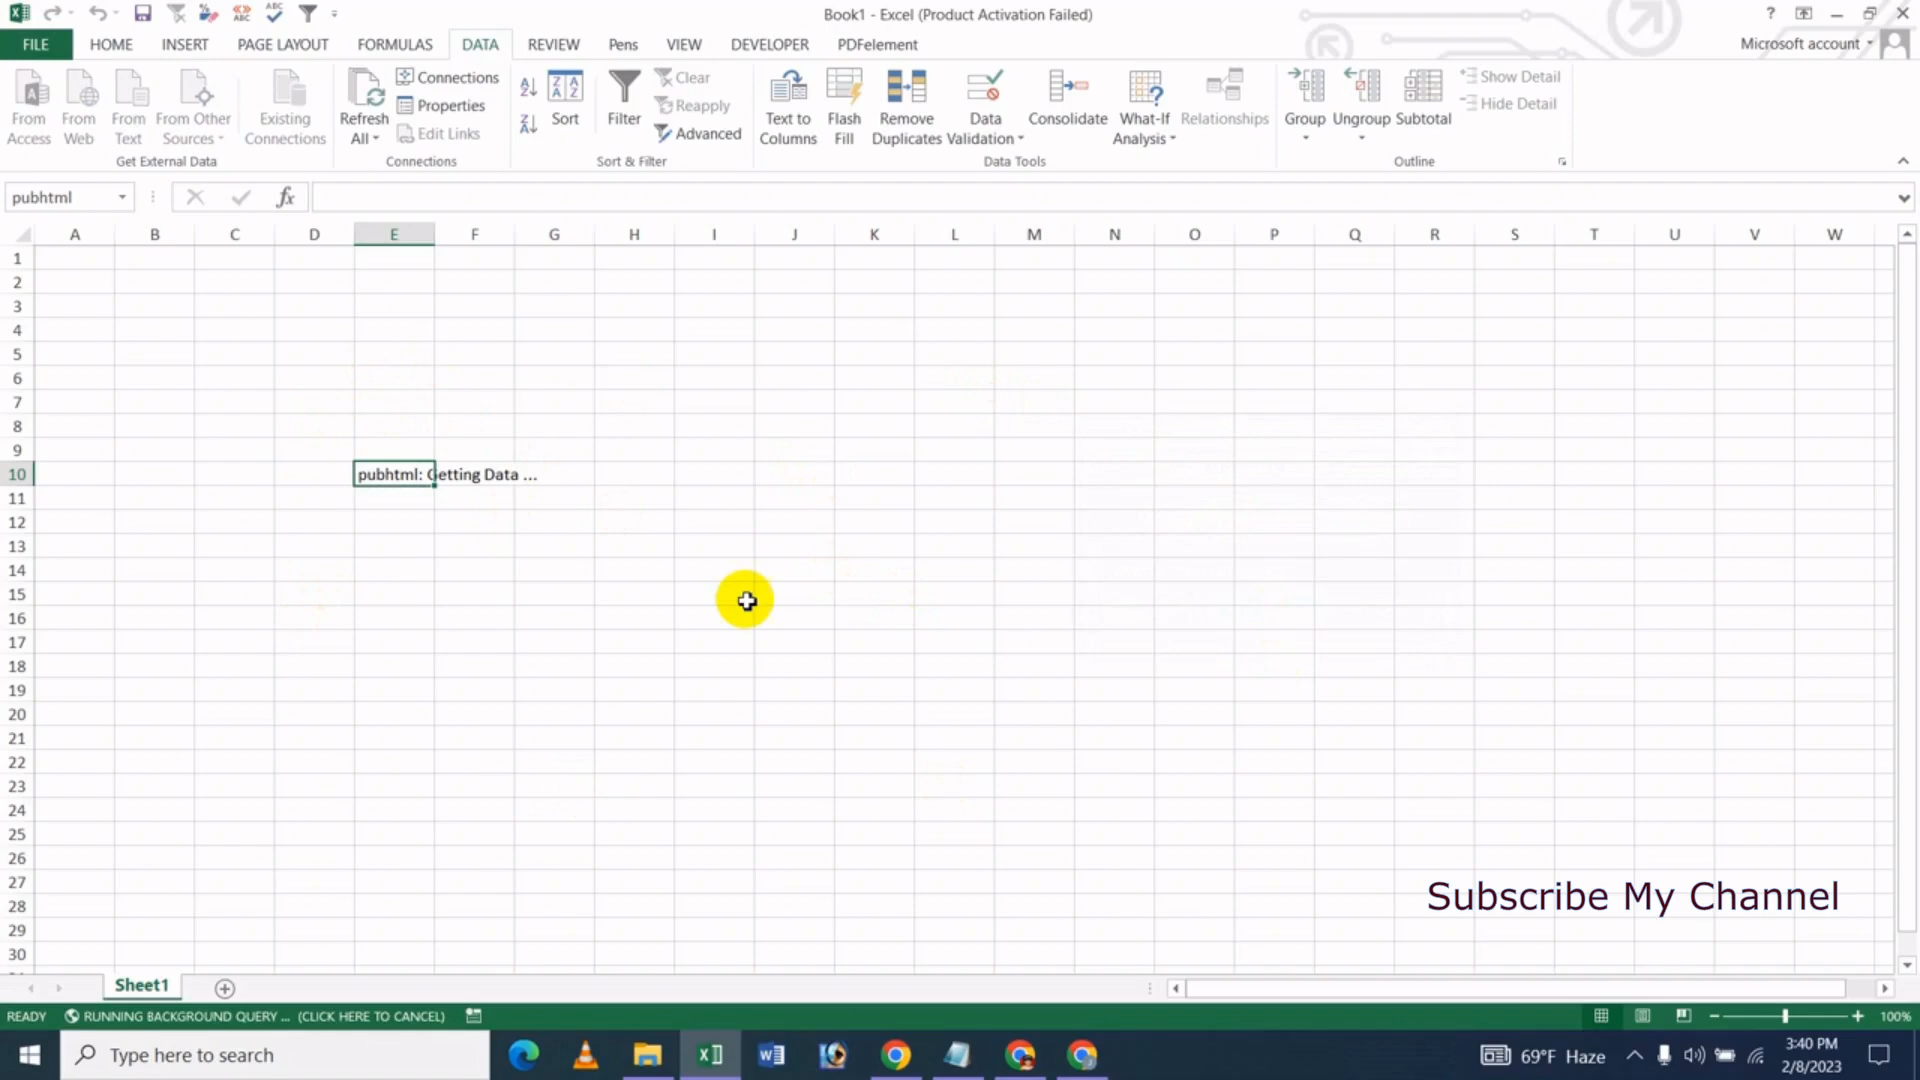 Book1 - Excel (Product Activation Failed)
FILE HOME INSERT PAGE LAYOUT FORMULAS DATA REVIEW Pens VIEW DEVELOPER PDFelement
Microsoft account
From Access
From Web
From Text
From Other Sources
Existing Connections
Get External Data
Refresh All
Connections
Properties
Edit Links
Connections
Sort
Filter
Clear
Reapply
Advanced
Sort & Filter
Text to Columns
Flash Fill
Remove Duplicates
Data Validation
Consolidate
What-If Analysis
Relationships
Data Tools
Group
Ungroup
Subtotal
Show Detail
Hide Detail
Outline
pubhtml
fx
A B C D E F G H I J K L M N O P Q R S T U V W
1
2
3
4
5
6
7
8
9
10 pubhtml: Getting Data ...
11
12
13
14
15
16
17
18
19
20
21
22
23
24
25
26
27
Subscribe My Channel
28
29
30
Sheet1
READY RUNNING BACKGROUND QUERY ... (CLICK HERE TO CANCEL) 100%
Type here to search
69°F Haze
3:40 PM
2/8/2023